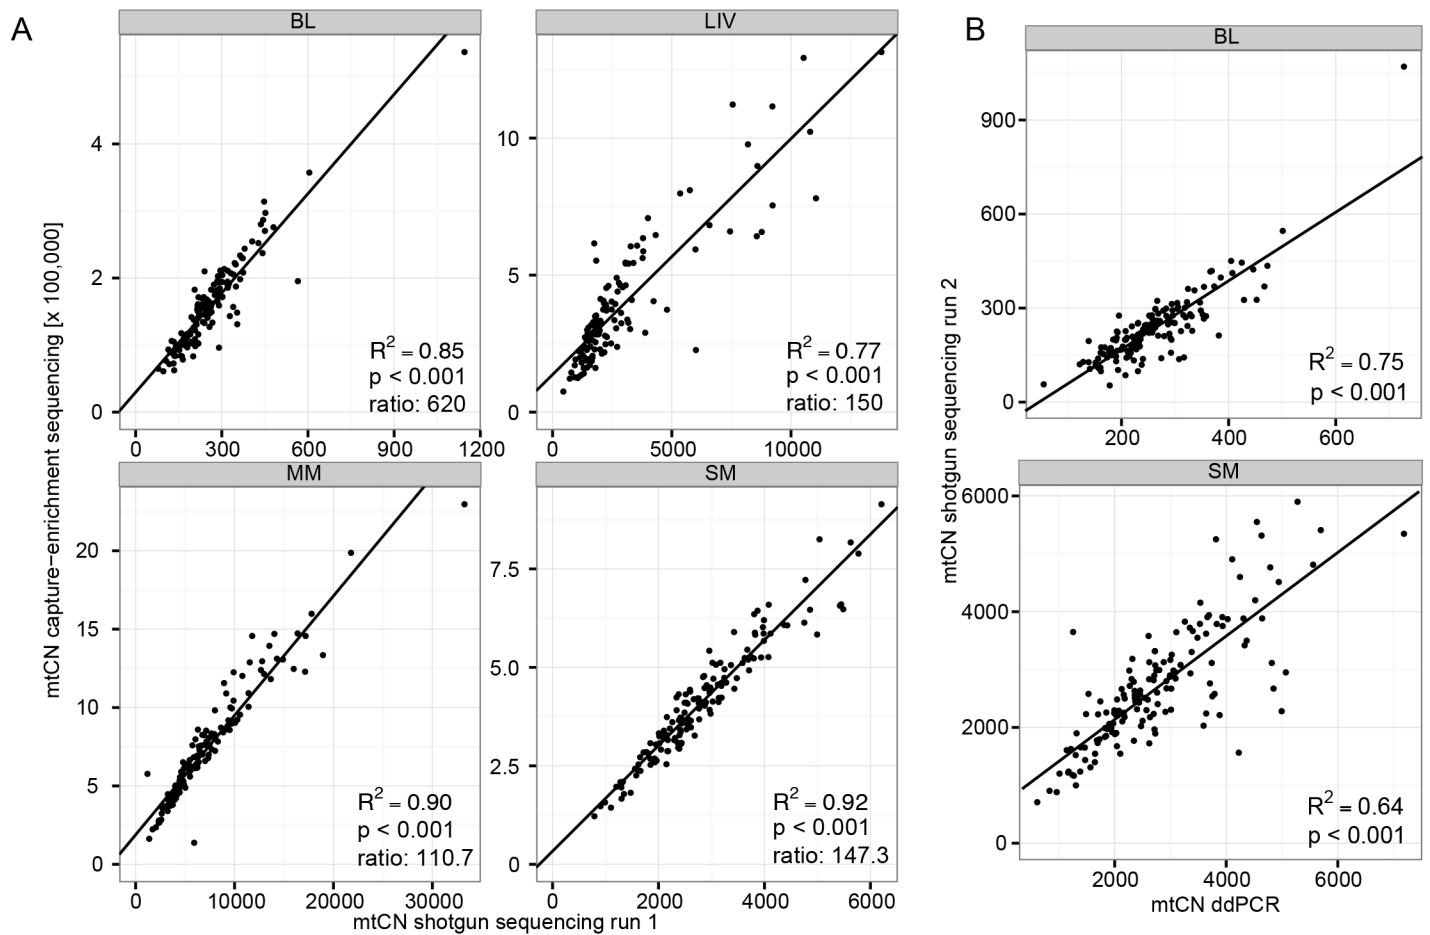 A
BL
LIV
mtCN capture−enrichment sequencing [x 100,000]
4
2
0
R2 = 0.85
p < 0.001
ratio: 620
0 300 600 900 1200
10
5
0
R2 = 0.77
p < 0.001
ratio: 150
0 5000 10000
MM
SM
20
15
10
5
0
R2 = 0.90
p < 0.001
ratio: 110.7
0 10000 20000 30000
7.5
5.0
2.5
0
R2 = 0.92
p < 0.001
ratio: 147.3
0 2000 4000 6000
mtCN shotgun sequencing run 1
B
BL
mtCN shotgun sequencing run 2
900
600
300
0
R2 = 0.75
p < 0.001
200 400 600
SM
6000
4000
2000
0
R2 = 0.64
p < 0.001
2000 4000 6000
mtCN ddPCR